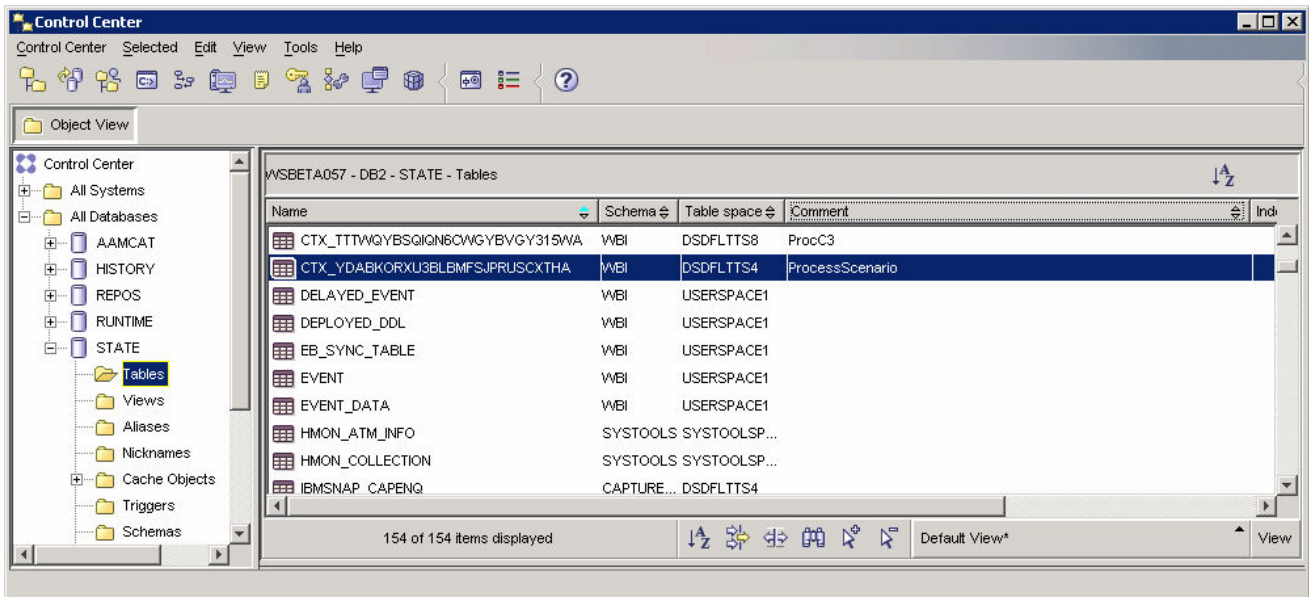 Control Center
Control Center Selected Edit View Tools Help
Object View
Control Center
All Systems
All Databases
AAMCAT
HISTORY
REPOS
RUNTIME
STATE
Tables
Views
Aliases
Nicknames
Cache Objects
Triggers
Schemas
WSBETA057 - DB2 - STATE - Tables
Name Schema Table space Comment Inde
CTX_TTTWQYBSQIQN6CWGYBVGY315WA WBI DSDFLTTS8 ProcC3
CTX_YDABKORXU3BLBMFSJPRUSCXTHA WBI DSDFLTTS4 ProcessScenario
DELAYED_EVENT WBI USERSPACE1
DEPLOYED_DDL WBI USERSPACE1
EB_SYNC_TABLE WBI USERSPACE1
EVENT WBI USERSPACE1
EVENT_DATA WBI USERSPACE1
HMON_ATM_INFO SYSTOOLS SYSTOOLSP...
HMON_COLLECTION SYSTOOLS SYSTOOLSP...
IBMSNAP_CAPENQ CAPTURE... DSDFLTTS4
154 of 154 items displayed Default View* View